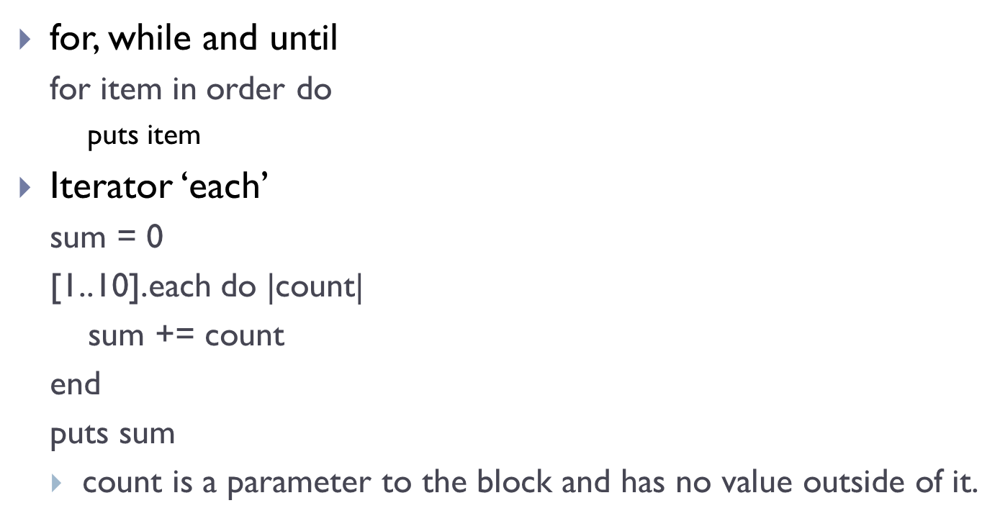 for, while and until
for item in order do
puts item
Iterator ‘each’
sum = 0
[1..10].each do |count|
sum += count
end
puts sum
count is a parameter to the block and has no value outside of it.